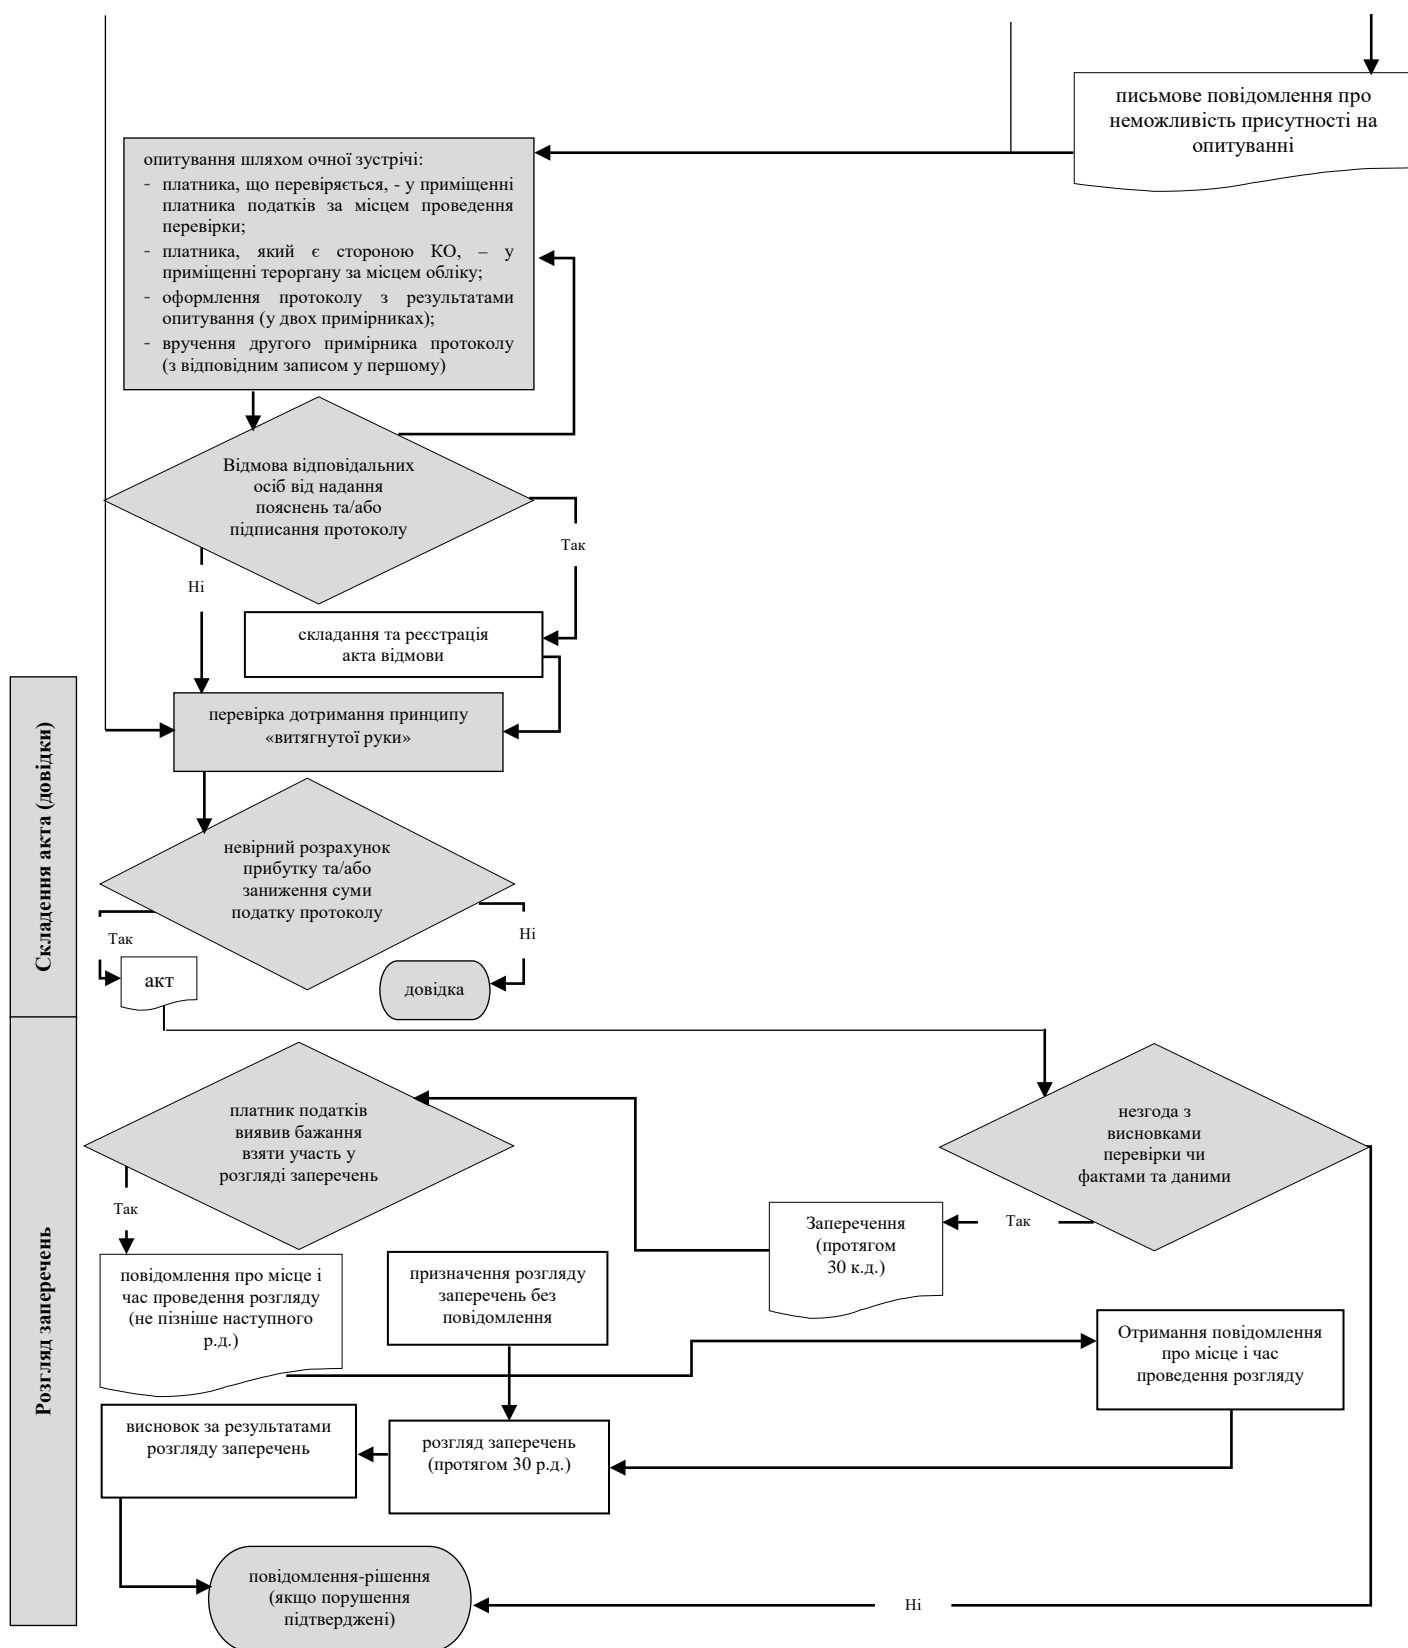 письмове повідомлення про
неможливість присутності на
опитуванні
опитування шляхом очної зустрічі:
- платника, що перевіряється, - у приміщенні
платника податків за місцем проведення
перевірки;
- платника, який є стороною КО, – у
приміщенні тероргану за місцем обліку;
- оформлення протоколу з результатами
опитування (у двох примірниках);
- вручення другого примірника протоколу
(з відповідним записом у першому)
Відмова відповідальних
осіб від надання
пояснень та/або
підписання протоколу
Так
Ні
складання та реєстрація
акта відмови
Складення акта (довідки)
перевірка дотримання принципу
«витягнутої руки»
невірний розрахунок
прибутку та/або
заниження суми
податку протоколу
Так
Ні
акт
довідка
Розгляд заперечень
платник податків
виявив бажання
взяти участь у
розгляді заперечень
незгода з
висновками
перевірки чи
фактами та даними
Так
Заперечення
(протягом
30 к.д.)
Так
повідомлення про місце і
час проведення розгляду
(не пізніше наступного
р.д.)
призначення розгляду
заперечень без
повідомлення
Отримання повідомлення
про місце і час
проведення розгляду
висновок за результатами
розгляду заперечень
розгляд заперечень
(протягом 30 р.д.)
повідомлення-рішення
(якщо порушення
підтверджені)
Ні